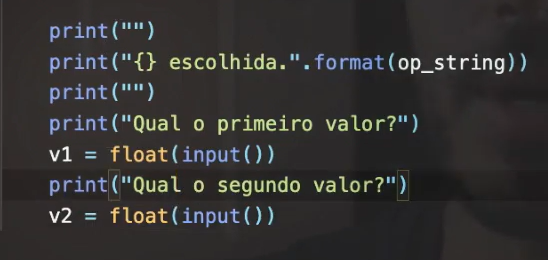 print("")
print("{} escolhida.".format(op_string))
print("")
print("Qual o primeiro valor?")
v1 = float(input())
print("Qual o segundo valor?")
v2 = float(input())